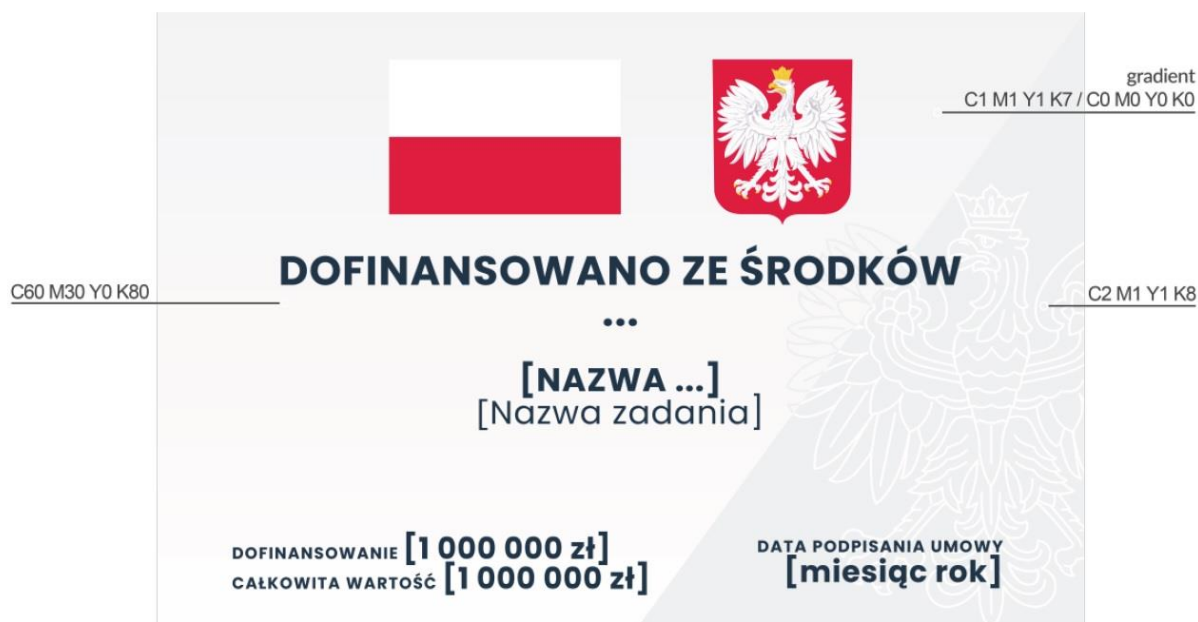 gradient
C1 M1 Y1 K7 / C0 M0 Y0 K0
DOFINANSOWANO ZE ŚRODKÓW
C60 M30 Y0 K80
C2 M1 Y1 K8
...
[NAZWA ...]
[Nazwa zadania]
DOFINANSOWANIE [1 000 000 zł]
CAŁKOWITA WARTOŚĆ [1 000 000 zł]
DATA PODPISANIA UMOWY
[miesiąc rok]